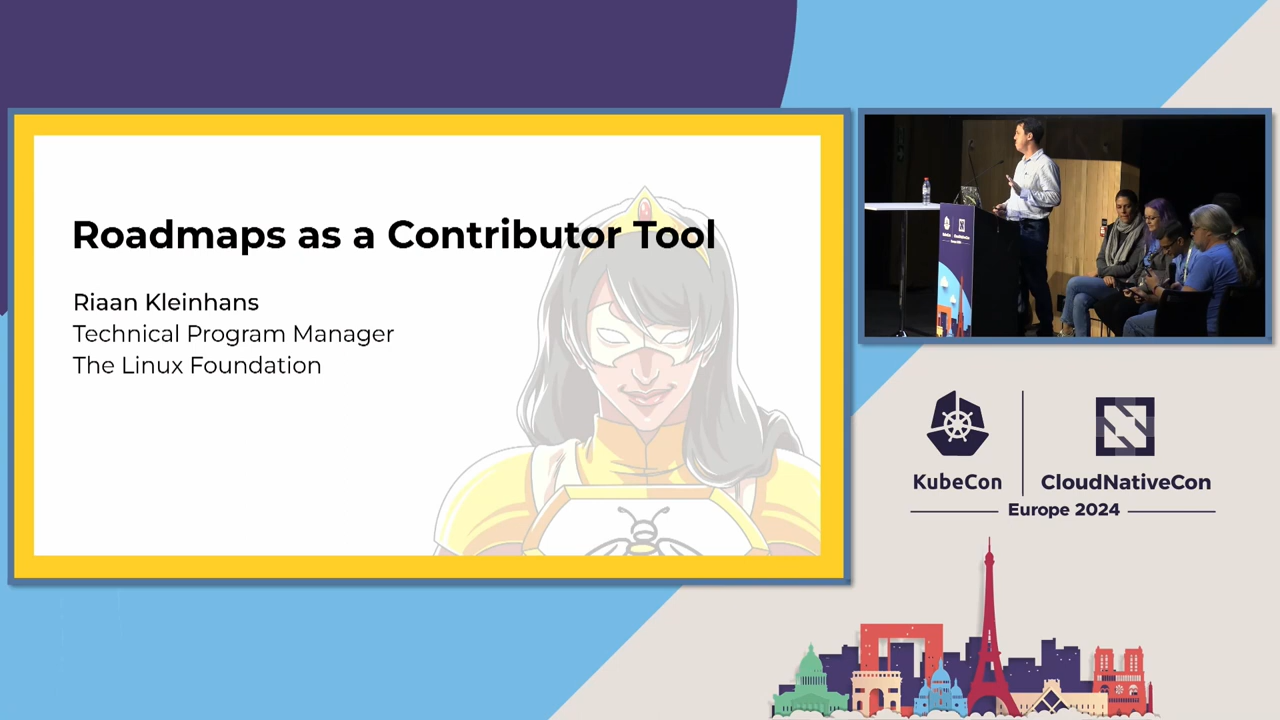 Roadmaps as a Contributor Tool
Riaan Kleinhans
Technical Program Manager
The Linux Foundation
KubeCon
CloudNativeCon
Europe 2024